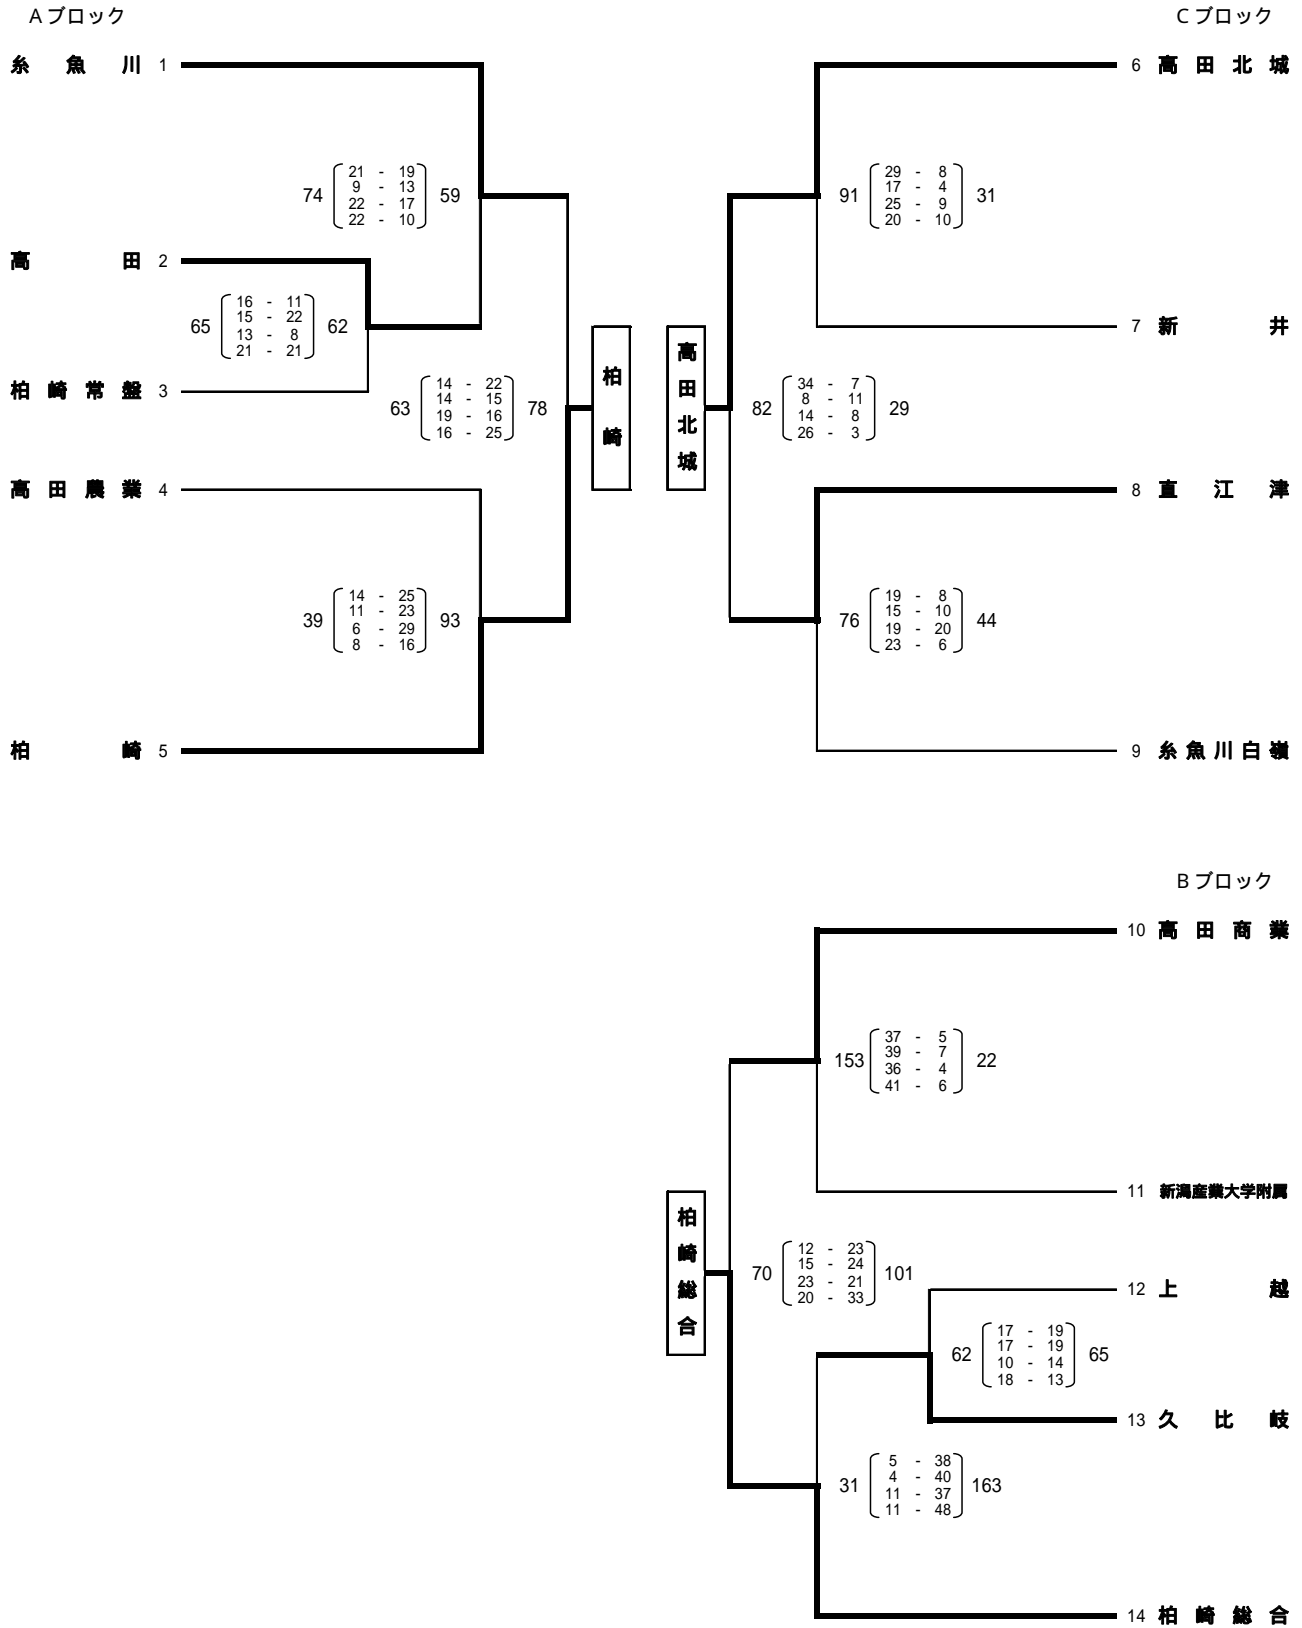 Aブロック
糸魚川 1
74 21 - 19 59
9 - 13
22 - 17
22 - 10
高田 2
65 16 - 11 62
15 - 22
13 - 8
21 - 21
柏崎常盤 3
63 14 - 22 78
14 - 15
19 - 16
16 - 25
柏崎
高田農業 4
39 14 - 25 93
11 - 23
6 - 29
8 - 16
柏崎 5
Cブロック
6 高田北城
91 29 - 8 31
17 - 4
25 - 9
20 - 10
7 新井
高田北城
82 34 - 7 29
8 - 11
14 - 8
26 - 3
8 直江津
76 19 - 8 44
15 - 10
19 - 20
23 - 6
9 糸魚川白嶺
Bブロック
10 高田商業
153 37 - 5 22
39 - 7
36 - 4
41 - 6
11 新潟産業大学附属
柏崎総合
70 12 - 23 101
15 - 24
23 - 21
20 - 33
12 上越
62 17 - 19 65
17 - 19
10 - 14
18 - 13
13 久比岐
31 5 - 38 163
4 - 40
11 - 37
11 - 48
14 柏崎総合